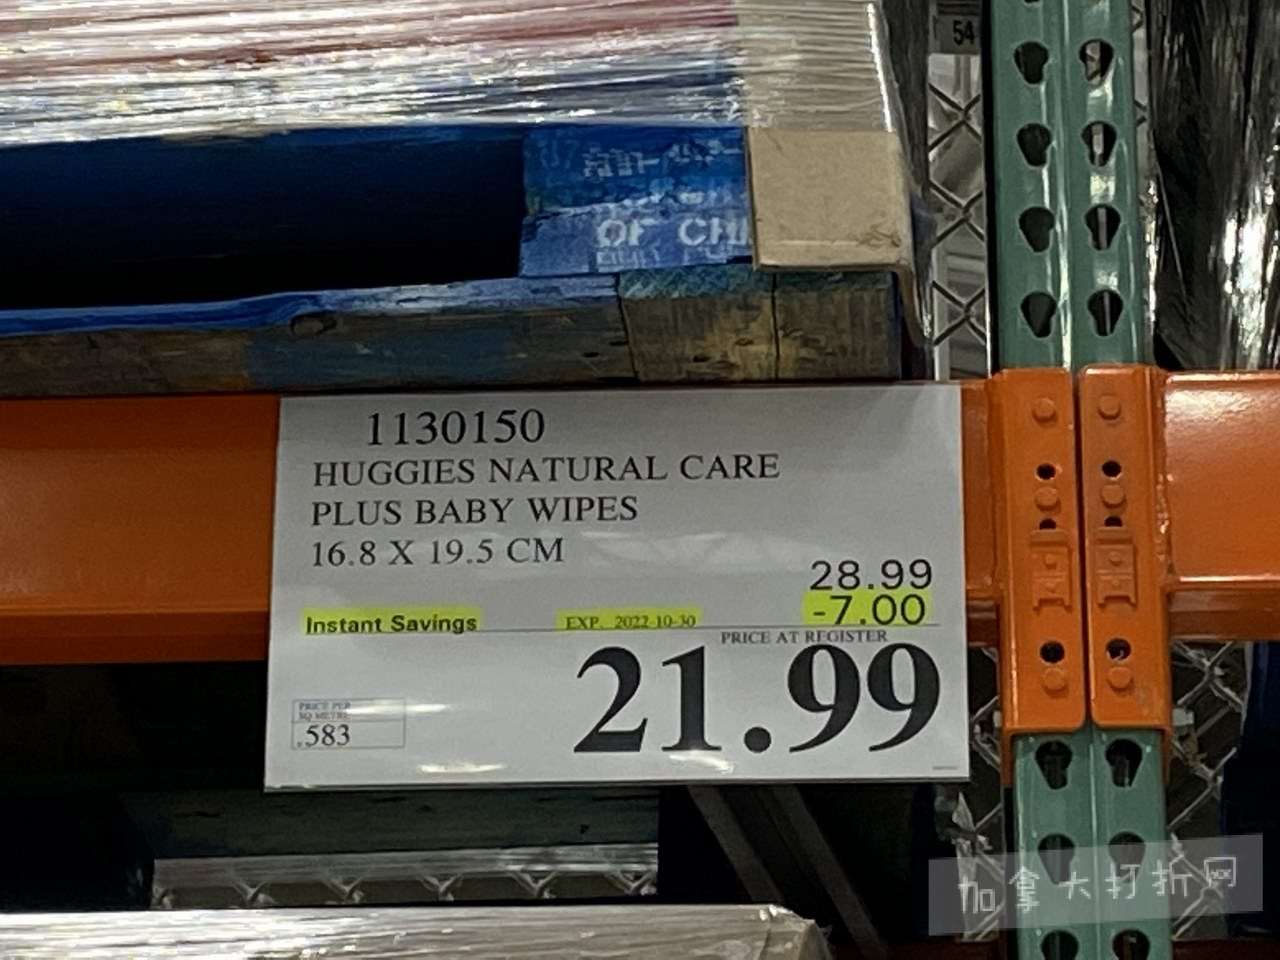 54
OF CHE
1130150
HUGGIES NATURAL CARE
PLUS BABY WIPES
16.8 X 19.5 CM
28.99
Instant Savings EXP. 2022-10-30 -7.00
PRICE AT REGISTER
21.99
PRICE PER
SQ METRE
.583
加拿大打折网